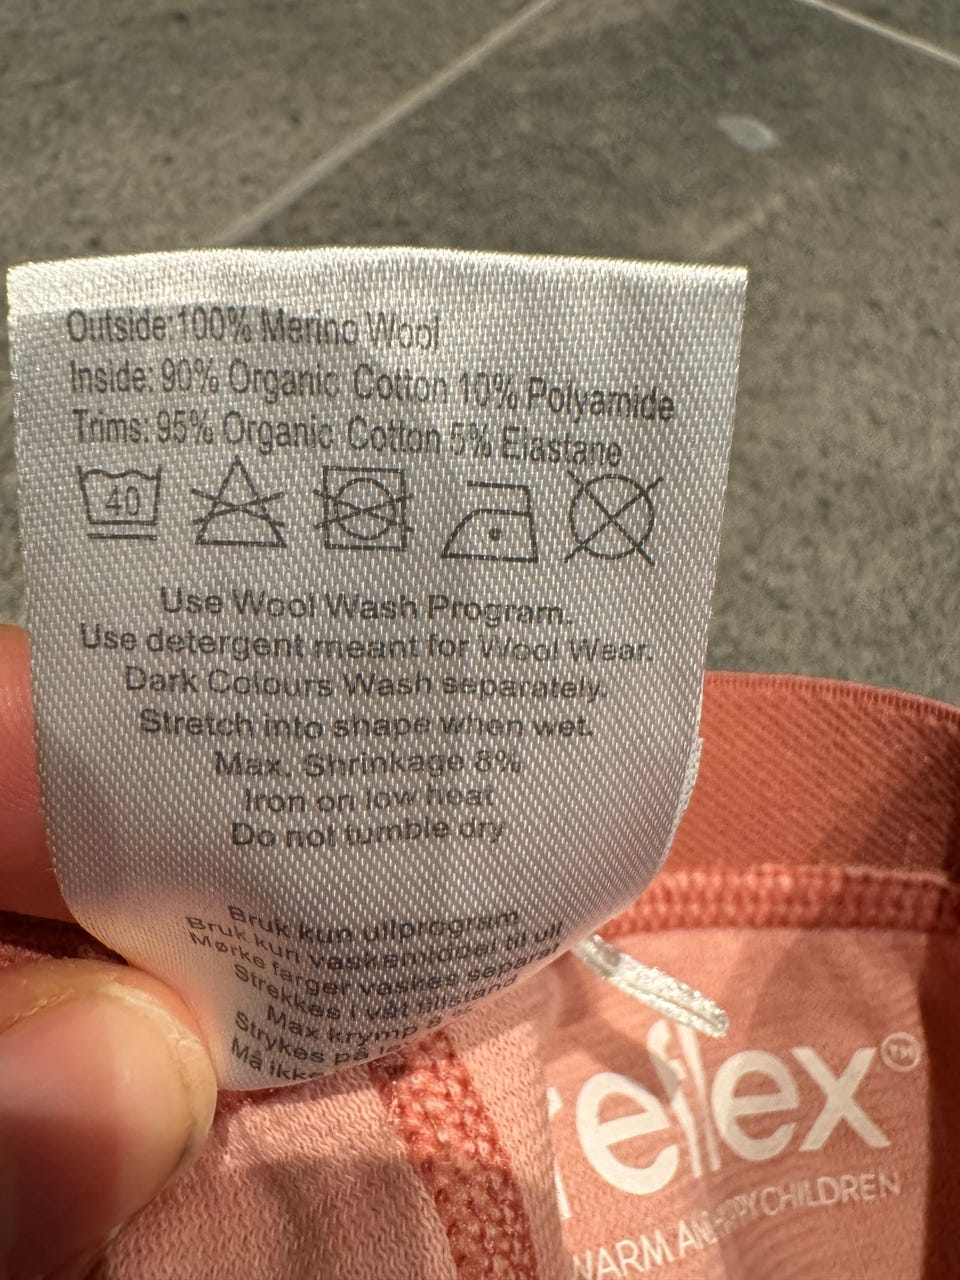 Outside:100% Merino Wool
Inside: 90% Organic Cotton 10% Polyamide
Trims: 95% Organic Cotton 5% Elastane
40
Use Wool Wash Program.
Use detergent meant for Wool Wear.
Dark Colours Wash separately.
Stretch into shape when wet.
Max. Shrinkage 8%
Iron on low heat
Do not tumble dry
Bruk kun ullprogram
Bruk kun vaskemiddel til ull
Mørke farger vaskes
Strekkes i våt
Max krymp
Strykes på
Må ikke
reflex™
WARM AND CHILDREN